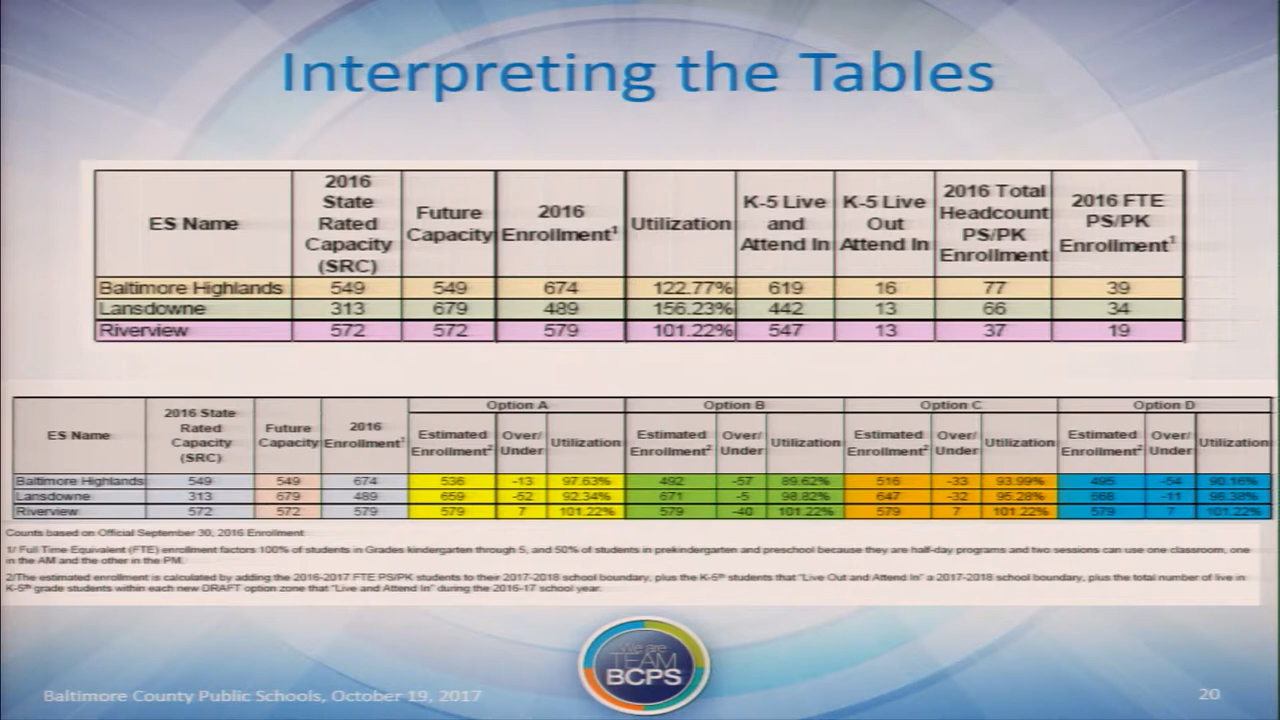 Interpreting the Tables
ES Name | 2016 State Rated Capacity (SRC) | Future Capacity | 2016 Enrollment¹ | Utilization | K-5 Live and Attend In | K-5 Live Out Attend In | 2016 Total Headcount PS/PK Enrollment | 2016 FTE PS/PK Enrollment¹
Baltimore Highlands | 549 | 549 | 674 | 122.77% | 619 | 16 | 77 | 39
Lansdowne | 313 | 679 | 489 | 156.23% | 442 | 13 | 66 | 34
Riverview | 572 | 572 | 579 | 101.22% | 547 | 13 | 37 | 19
Option A | Option B | Option C | Option D
ES Name | 2016 State Rated Capacity (SRC) | Future Capacity | 2016 Enrollment¹ | Estimated Enrollment² | Over/ Under | Utilization | Estimated Enrollment² | Over/ Under | Utilization | Estimated Enrollment² | Over/ Under | Utilization | Estimated Enrollment² | Over/ Under | Utilization
Baltimore Highlands | 549 | 549 | 674 | 536 | -13 | 97.63% | 492 | -57 | 89.62% | 516 | -33 | 93.99% | 495 | -54 | 90.16%
Lansdowne | 313 | 679 | 489 | 659 | -52 | 92.34% | 671 | -5 | 98.82% | 647 | -32 | 95.28% | 668 | -11 | 98.38%
Riverview | 572 | 572 | 579 | 579 | 7 | 101.22% | 579 | -40 | 101.22% | 579 | 7 | 101.22% | 579 | 7 | 101.22%
Counts based on Official September 30, 2016 Enrollment
1/ Full Time Equivalent (FTE) enrollment factors 100% of students in Grades kindergarten through 5, and 50% of students in prekindergarten and preschool because they are half-day programs and two sessions can use one classroom, one
in the AM and the other in the PM.
2/The estimated enrollment is calculated by adding the 2016-2017 FTE PS/PK students to their 2017-2018 school boundary, plus the K-5ᵗʰ students that “Live Out and Attend In” a 2017-2018 school boundary, plus the total number of live in
K-5ᵗʰ grade students within each new DRAFT option zone that “Live and Attend In” during the 2016-17 school year.
We are
TEAM
BCPS
Baltimore County Public Schools, October 19, 2017
20